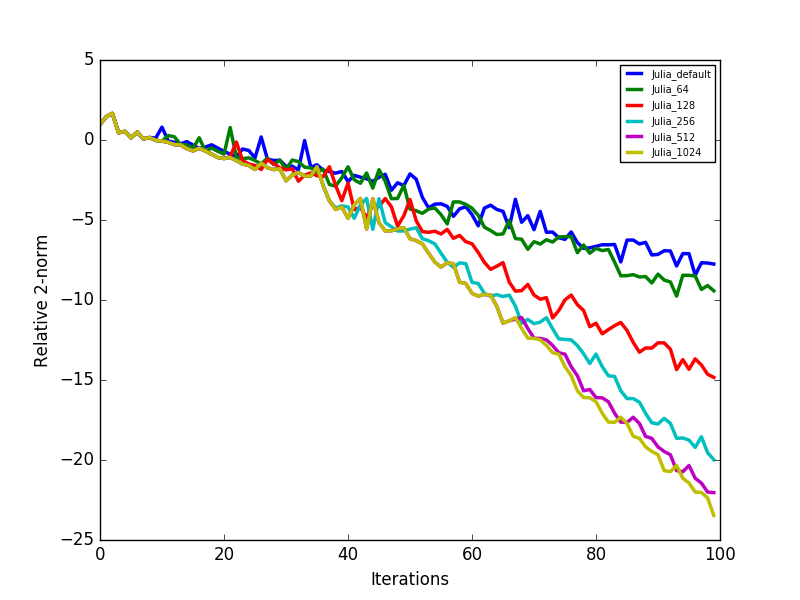 5
0
−5
−10
−15
−20
−25
0 20 40 60 80 100
Relative 2-norm
Iterations
Julia_default
Julia_64
Julia_128
Julia_256
Julia_512
Julia_1024